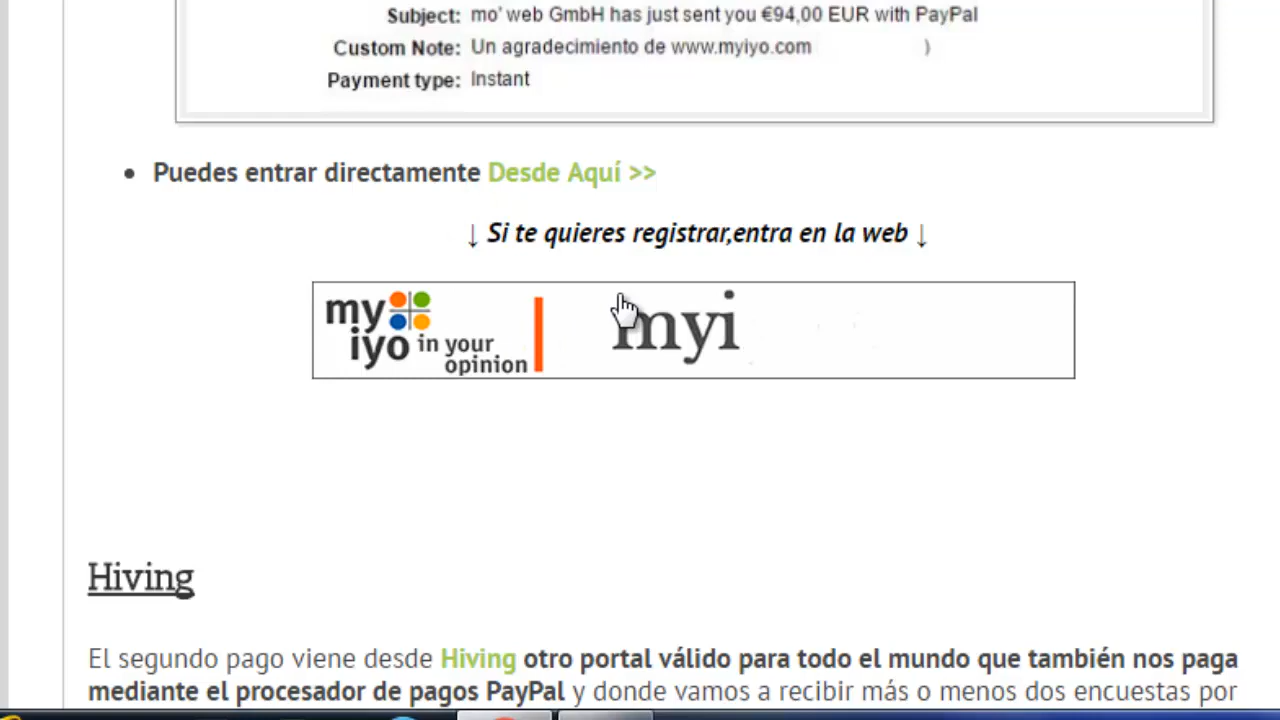 Subject: mo' web GmbH has just sent you €94,00 EUR with PayPal
Custom Note: Un agradecimiento de www.myiyo.com )
Payment type: Instant
• Puedes entrar directamente Desde Aquí >>
↓ Si te quieres registrar,entra en la web ↓
my
iyo in your
opinion
myi
Hiving
El segundo pago viene desde Hiving otro portal válido para todo el mundo que también nos paga
mediante el procesador de pagos PayPal y donde vamos a recibir más o menos dos encuestas por